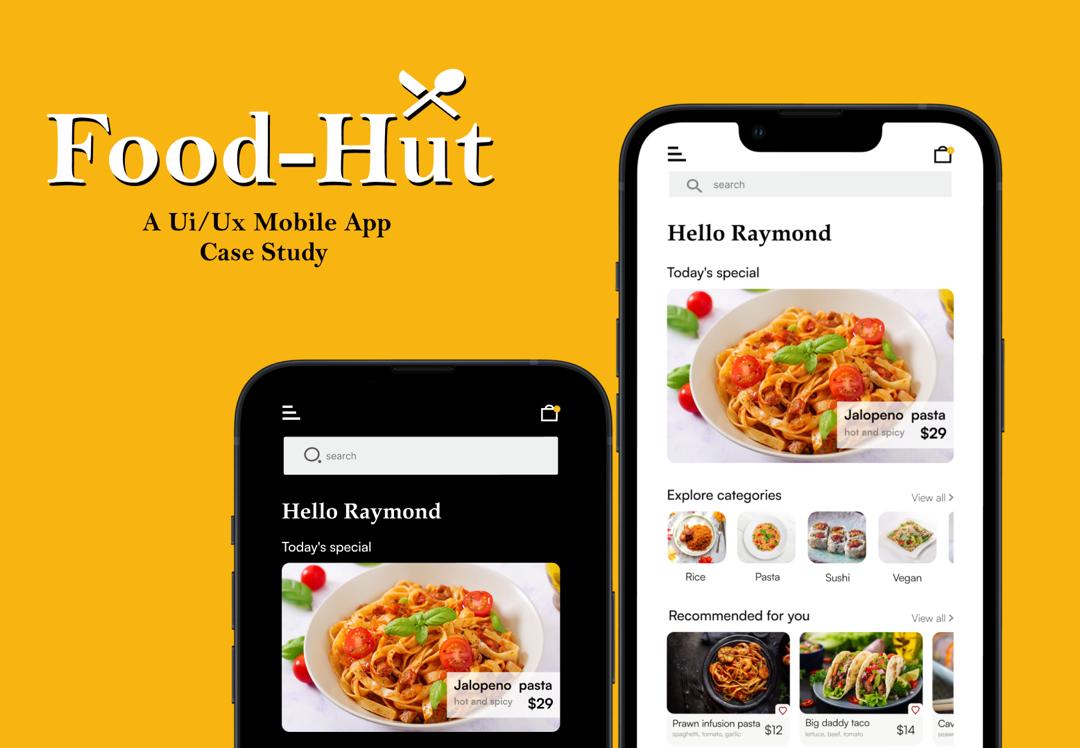 Food-Hut
A Ui/Ux Mobile App
Case Study
search
Hello Raymond
Today's special
Jalopeno pasta
hot and spicy $29
search
Hello Raymond
Today's special
Jalopeno pasta
hot and spicy $29
Explore categories View all >
Rice Pasta Sushi Vegan
Recommended for you View all >
Prawn infusion pasta $12 Big daddy taco $14 Cav
spaghetti, tomato, garlic lettuce, beef, tomato